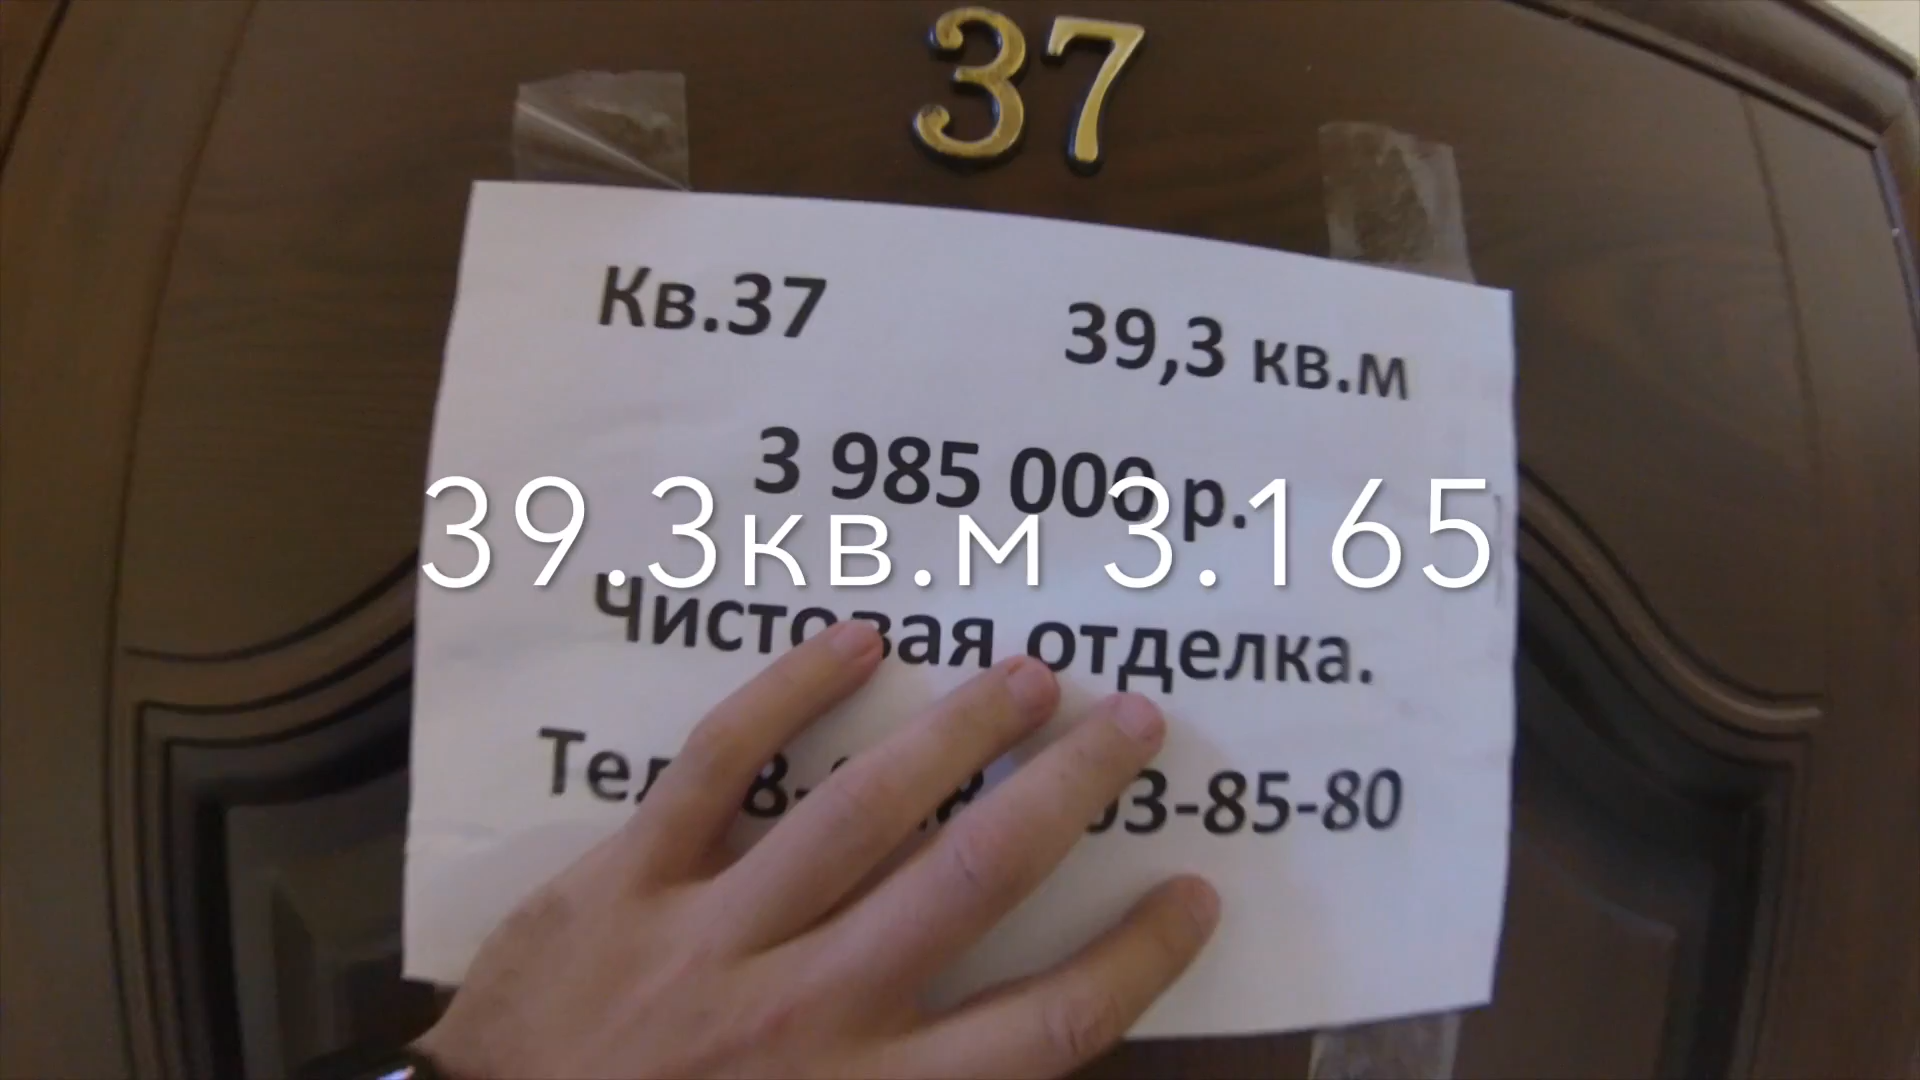 37
Кв.37 39,3 кв.м
3 985 000 р.
39.3кв.м 3.165
Чистовая отделка.
03-85-80